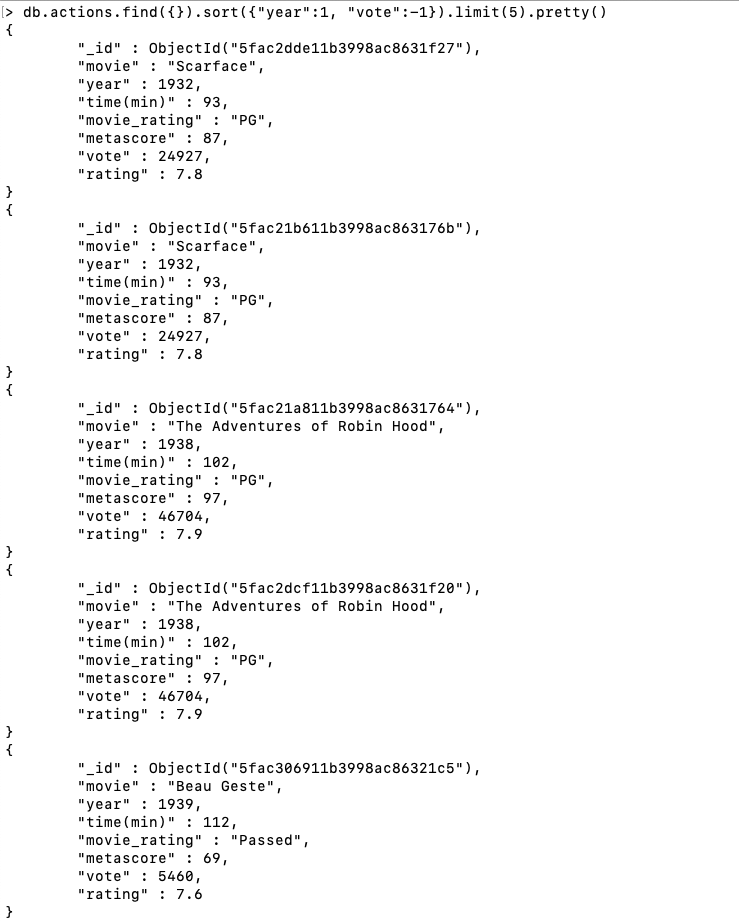 > db.actions.find({}).sort({"year":1, "vote":-1}).limit(5).pretty()
{
"_id" : ObjectId("5fac2dde11b3998ac8631f27"),
"movie" : "Scarface",
"year" : 1932,
"time(min)" : 93,
"movie_rating" : "PG",
"metascore" : 87,
"vote" : 24927,
"rating" : 7.8
}
{
"_id" : ObjectId("5fac21b611b3998ac863176b"),
"movie" : "Scarface",
"year" : 1932,
"time(min)" : 93,
"movie_rating" : "PG",
"metascore" : 87,
"vote" : 24927,
"rating" : 7.8
}
{
"_id" : ObjectId("5fac21a811b3998ac8631764"),
"movie" : "The Adventures of Robin Hood",
"year" : 1938,
"time(min)" : 102,
"movie_rating" : "PG",
"metascore" : 97,
"vote" : 46704,
"rating" : 7.9
}
{
"_id" : ObjectId("5fac2dcf11b3998ac8631f20"),
"movie" : "The Adventures of Robin Hood",
"year" : 1938,
"time(min)" : 102,
"movie_rating" : "PG",
"metascore" : 97,
"vote" : 46704,
"rating" : 7.9
}
{
"_id" : ObjectId("5fac306911b3998ac86321c5"),
"movie" : "Beau Geste",
"year" : 1939,
"time(min)" : 112,
"movie_rating" : "Passed",
"metascore" : 69,
"vote" : 5460,
"rating" : 7.6
}